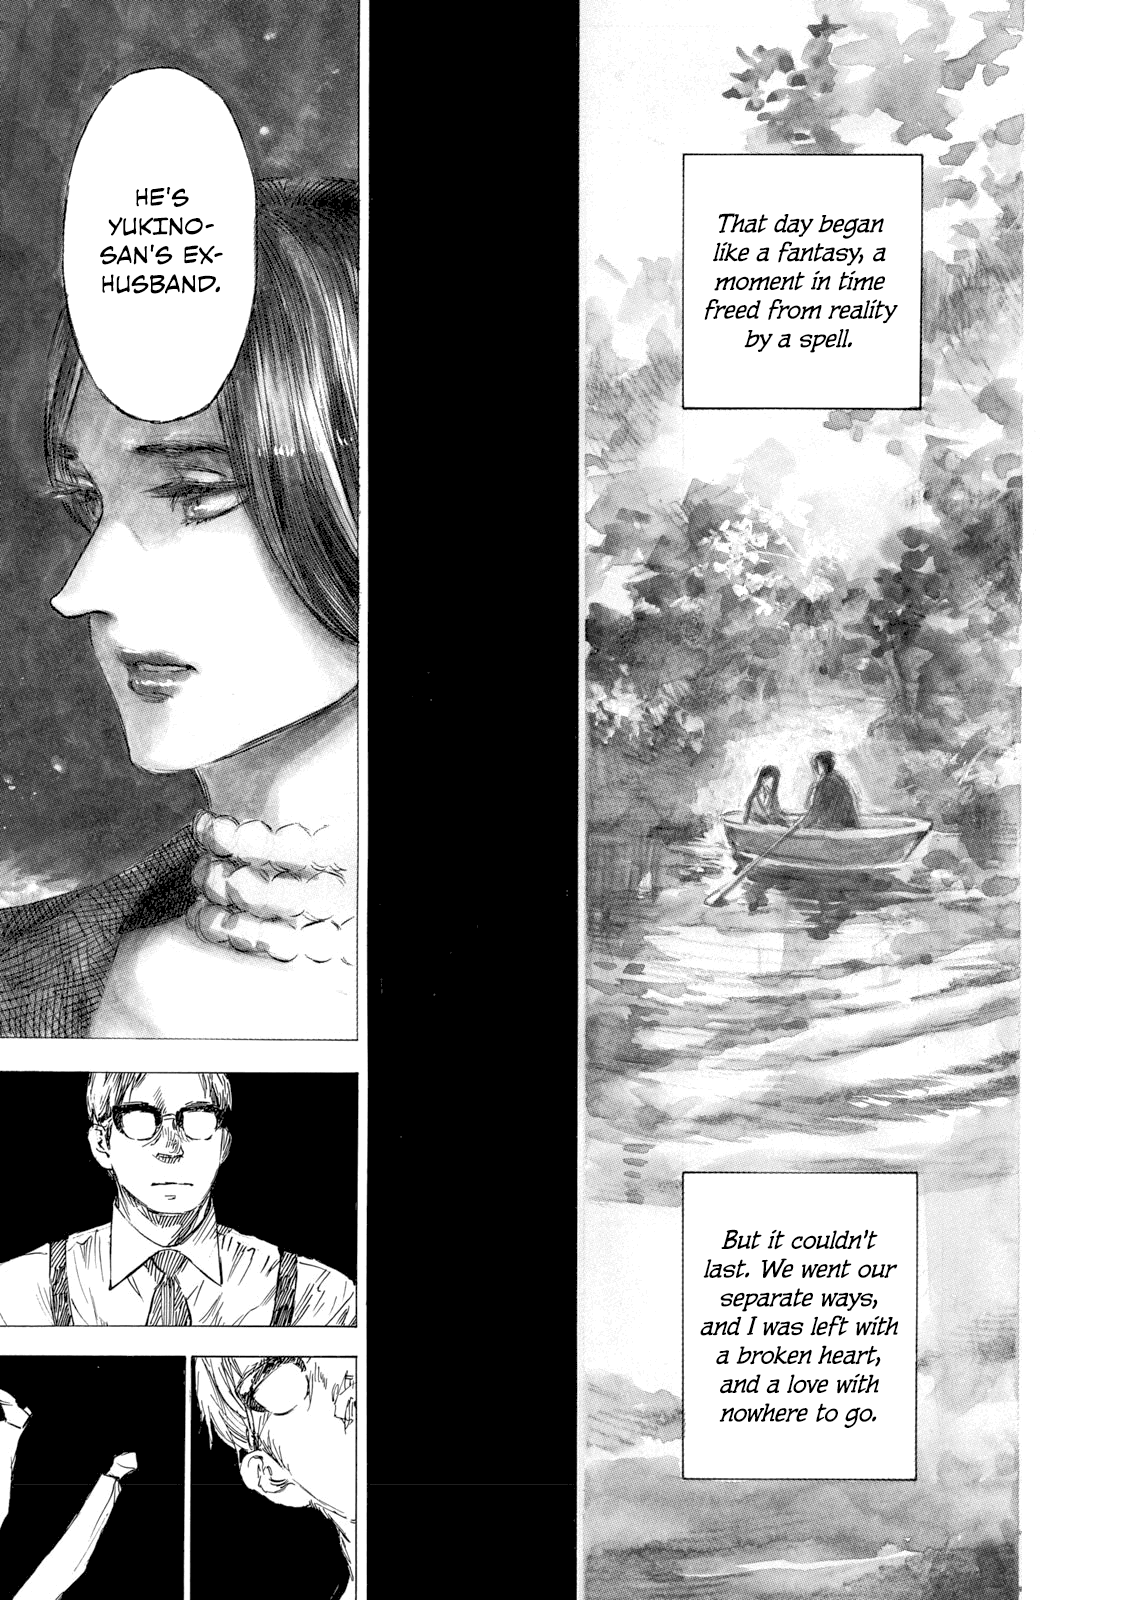 That day began
like a fantasy, a
moment in time
freed from reality
by a spell.
But it couldn't
last. We went our
separate ways,
and I was left with
a broken heart,
and a love with
nowhere to go.
HE'S
YUKINO-
SAN'S EX-
HUSBAND.